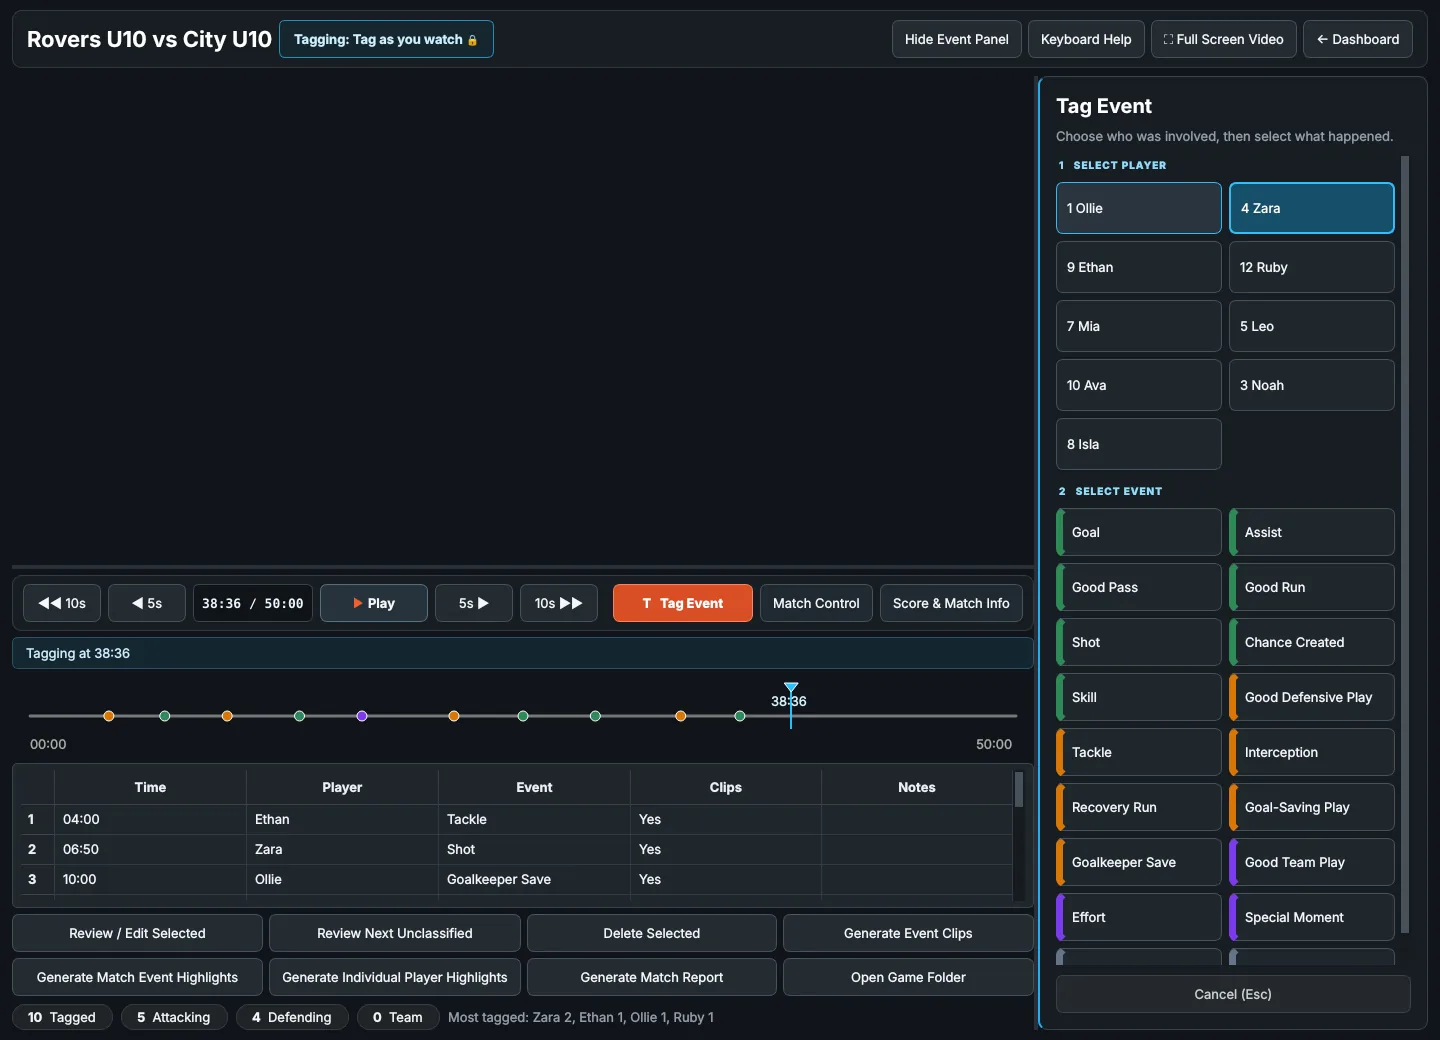 Rovers U10 vs City U10
Tagging: Tag as you watch
Hide Event Panel
Keyboard Help
Full Screen Video
← Dashboard
Tag Event
Choose who was involved, then select what happened.
1 SELECT PLAYER
1 Ollie
4 Zara
9 Ethan
12 Ruby
7 Mia
5 Leo
10 Ava
3 Noah
8 Isla
2 SELECT EVENT
Goal
Assist
Good Pass
Good Run
Shot
Chance Created
Skill
Good Defensive Play
Tackle
Interception
Recovery Run
Goal-Saving Play
Goalkeeper Save
Good Team Play
Effort
Special Moment
Cancel (Esc)
◀◀ 10s
◀ 5s
38:36 / 50:00
▶ Play
5s ▶
10s ▶▶
T Tag Event
Match Control
Score & Match Info
Tagging at 38:36
38:36
00:00
50:00
Time Player Event Clips Notes
1 04:00 Ethan Tackle Yes
2 06:50 Zara Shot Yes
3 10:00 Ollie Goalkeeper Save Yes
Review / Edit Selected
Review Next Unclassified
Delete Selected
Generate Event Clips
Generate Match Event Highlights
Generate Individual Player Highlights
Generate Match Report
Open Game Folder
10 Tagged
5 Attacking
4 Defending
0 Team
Most tagged: Zara 2, Ethan 1, Ollie 1, Ruby 1